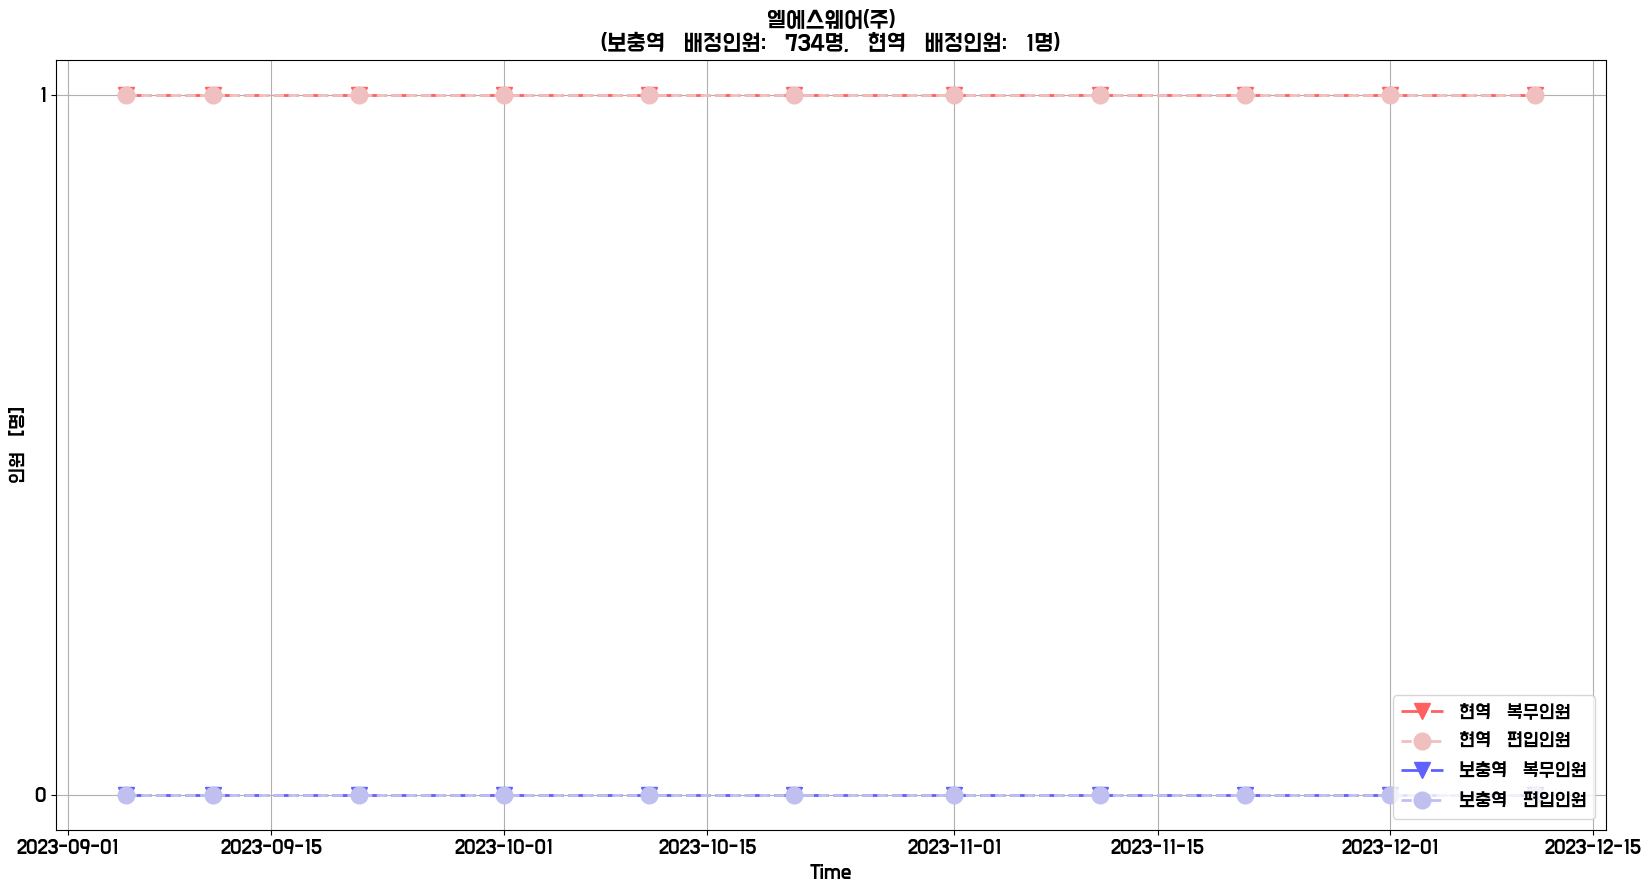 엘에스웨어(주)
(보충역 배정인원: 734명, 현역 배정인원: 1명)
1
0
인원 [명]
현역 복무인원
현역 편입인원
보충역 복무인원
보충역 편입인원
2023-09-01 2023-09-15 2023-10-01 2023-10-15 2023-11-01 2023-11-15 2023-12-01 2023-12-15
Time